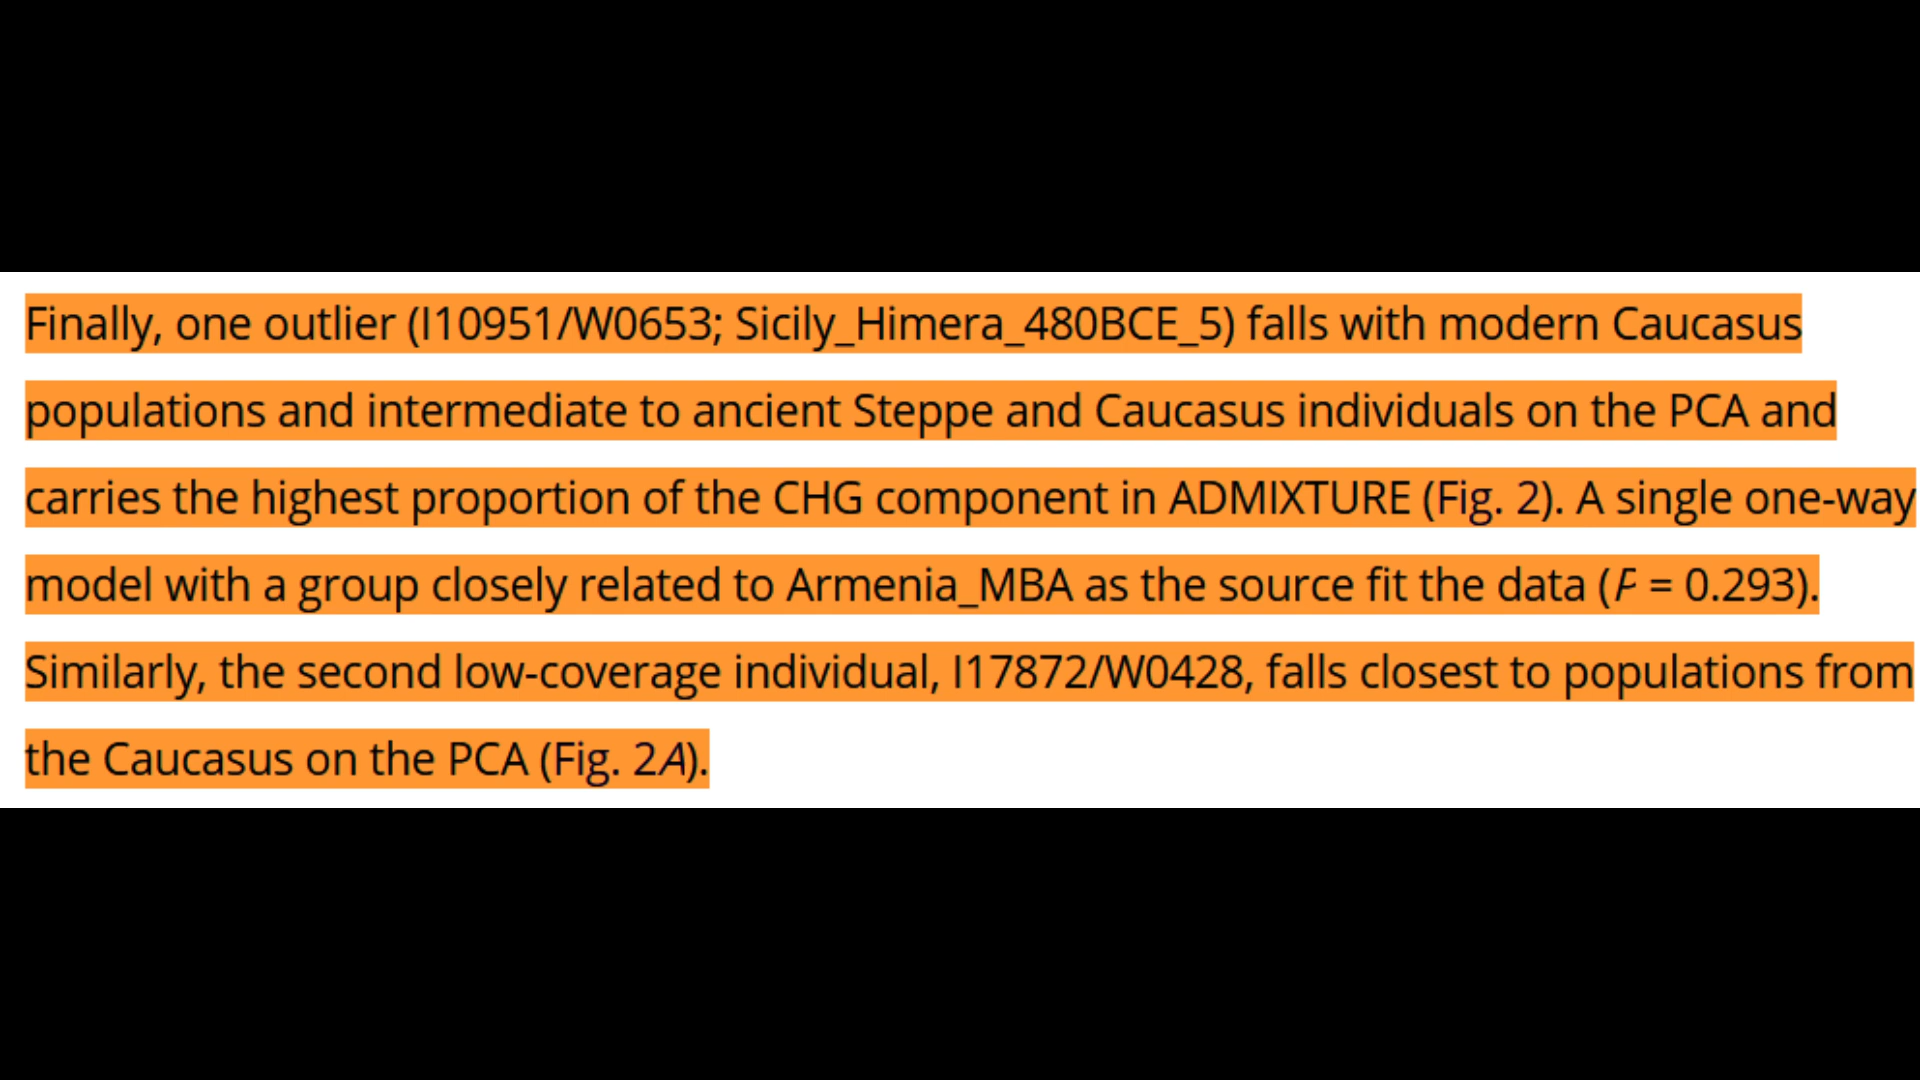 Finally, one outlier (I10951/W0653; Sicily_Himera_480BCE_5) falls with modern Caucasus
populations and intermediate to ancient Steppe and Caucasus individuals on the PCA and
carries the highest proportion of the CHG component in ADMIXTURE (Fig. 2). A single one-way
model with a group closely related to Armenia_MBA as the source fit the data (P = 0.293).
Similarly, the second low-coverage individual, I17872/W0428, falls closest to populations from
the Caucasus on the PCA (Fig. 2A).